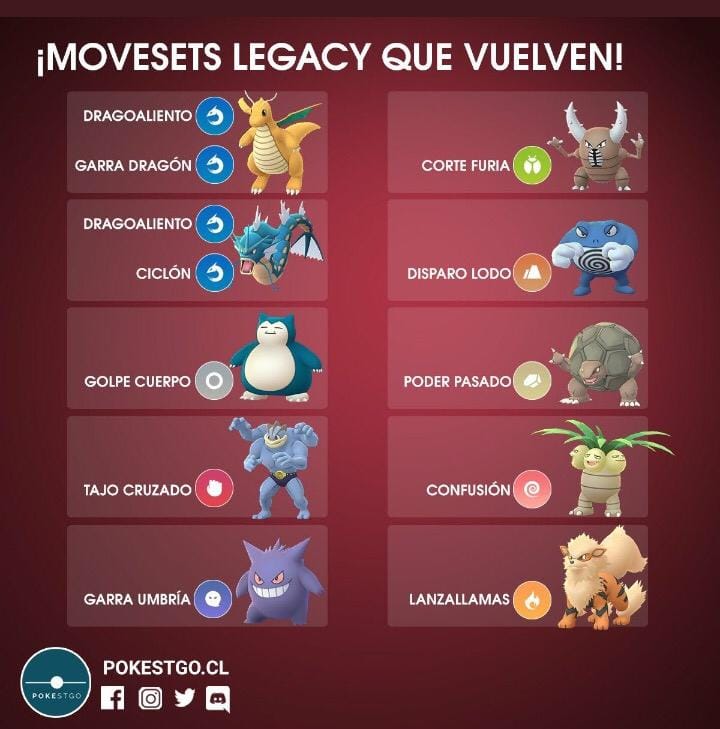 ¡MOVESETS LEGACY QUE VUELVEN!
DRAGOALIENTO
GARRA DRAGÓN
CORTE FURIA
DRAGOALIENTO
CICLÓN
DISPARO LODO
GOLPE CUERPO
PODER PASADO
TAJO CRUZADO
CONFUSIÓN
GARRA UMBRÍA
LANZALLAMAS
POKESTGO
POKESTGO.CL